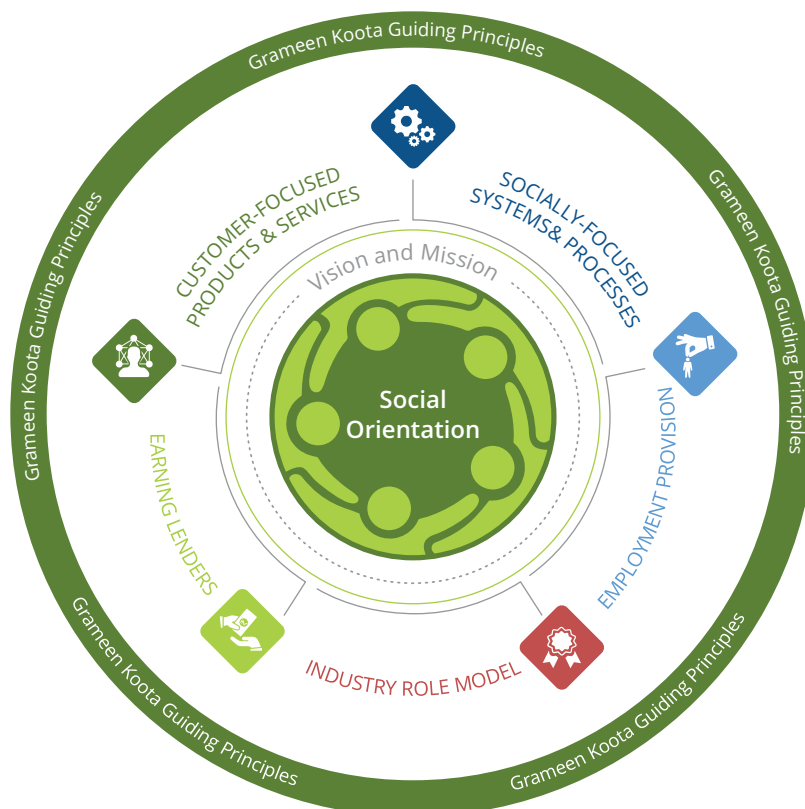 Grameen Koota Guiding Principles
Grameen Koota Guiding Principles
Grameen Koota Guiding Principles
CUSTOMER-FOCUSED
PRODUCTS & SERVICES
SOCIALLY-FOCUSED
SYSTEMS& PROCESSES
Vision and Mission
Social
Orientation
EARNING LENDERS
EMPLOYMENT PROVISION
INDUSTRY ROLE MODEL
Grameen Koota Guiding Principles
Grameen Koota Guiding Principles